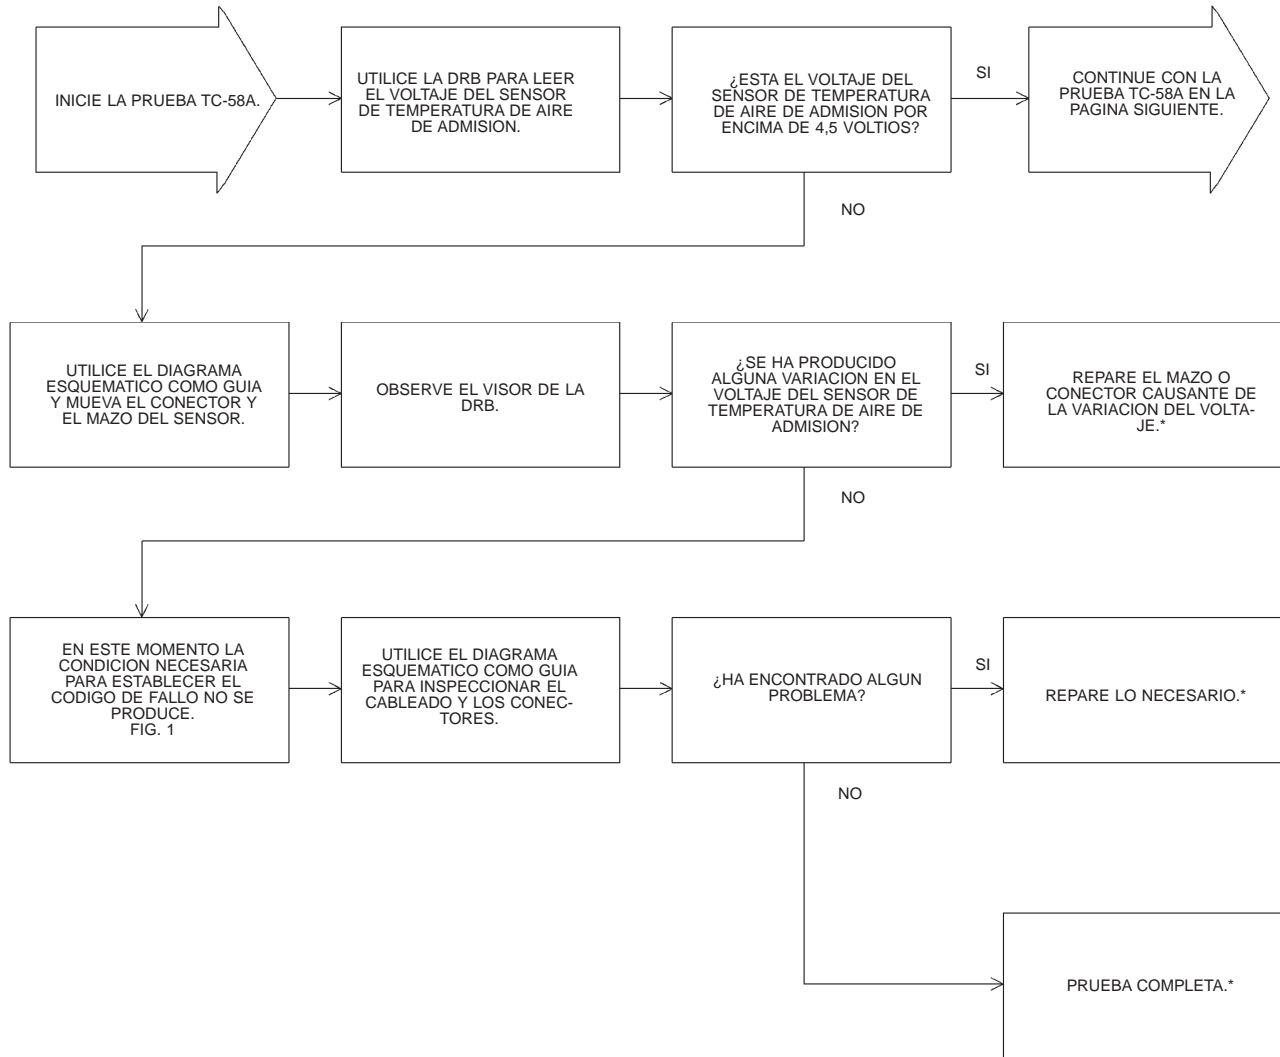 INICIE LA PRUEBA TC-58A.
UTILICE LA DRB PARA LEER
EL VOLTAJE DEL SENSOR
DE TEMPERATURA DE AIRE
DE ADMISION.
¿ESTA EL VOLTAJE DEL
SENSOR DE TEMPERATURA
DE AIRE DE ADMISION POR
ENCIMA DE 4,5 VOLTIOS?
SI
CONTINUE CON LA
PRUEBA TC-58A EN LA
PAGINA SIGUIENTE.
NO
UTILICE EL DIAGRAMA
ESQUEMATICO COMO GUIA
Y MUEVA EL CONECTOR Y
EL MAZO DEL SENSOR.
OBSERVE EL VISOR DE LA
DRB.
¿SE HA PRODUCIDO
ALGUNA VARIACION EN EL
VOLTAJE DEL SENSOR DE
TEMPERATURA DE AIRE DE
ADMISION?
SI
REPARE EL MAZO O
CONECTOR CAUSANTE DE
LA VARIACION DEL VOLTA-
JE.*
NO
EN ESTE MOMENTO LA
CONDICION NECESARIA
PARA ESTABLECER EL
CODIGO DE FALLO NO SE
PRODUCE.
FIG. 1
UTILICE EL DIAGRAMA
ESQUEMATICO COMO GUIA
PARA INSPECCIONAR EL
CABLEADO Y LOS CONEC-
TORES.
¿HA ENCONTRADO ALGUN
PROBLEMA?
SI
REPARE LO NECESARIO.*
NO
PRUEBA COMPLETA.*